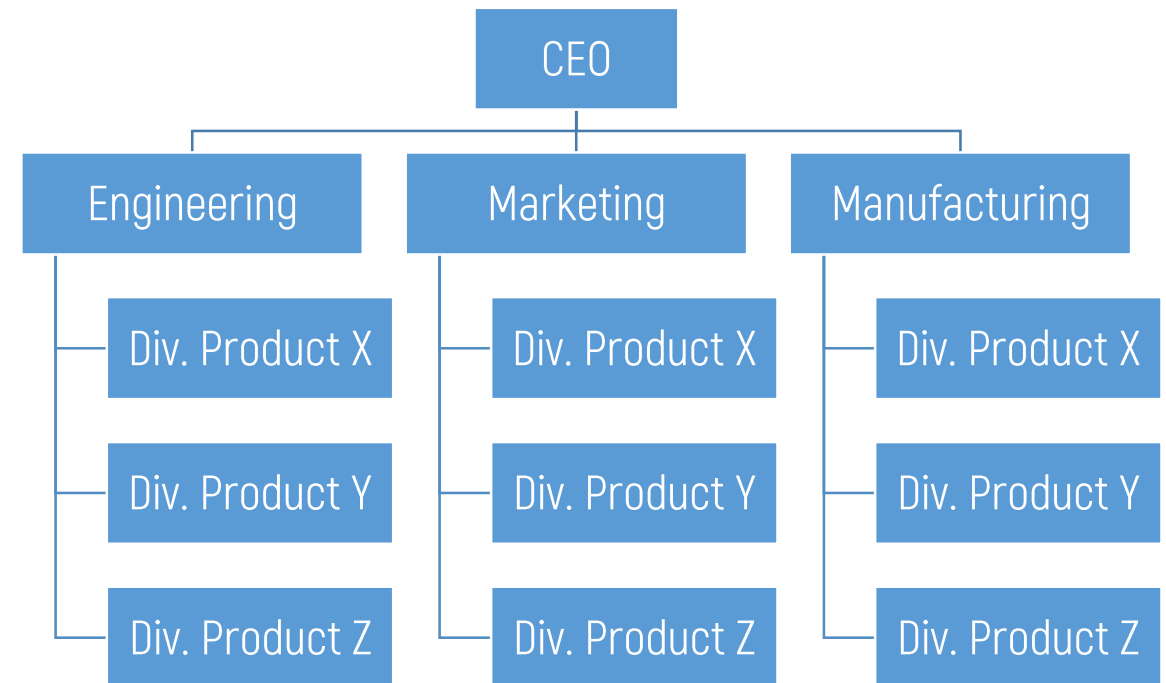 CEO
Engineering
Marketing
Manufacturing
Div. Product X
Div. Product X
Div. Product X
Div. Product Y
Div. Product Y
Div. Product Y
Div. Product Z
Div. Product Z
Div. Product Z